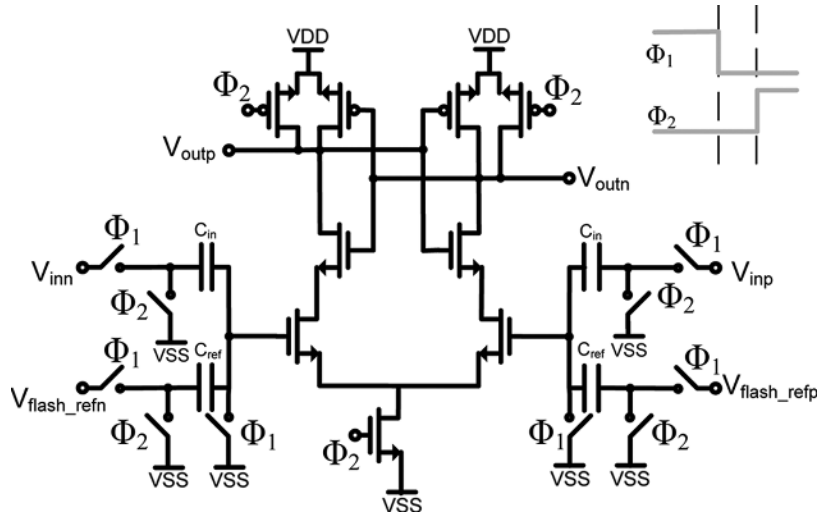 VDD
VDD
Φ1
Φ2
Φ2
Φ2
Voutp
Voutn
Φ1
Cin
Cin
Φ1
Vinn
Vinp
Φ2
Φ2
VSS
VSS
Φ1
Cref
Cref
Φ1
Vflash_refn
Vflash_refp
Φ2
Φ1
Φ2
Φ1
Φ2
VSS
VSS
VSS
VSS
VSS